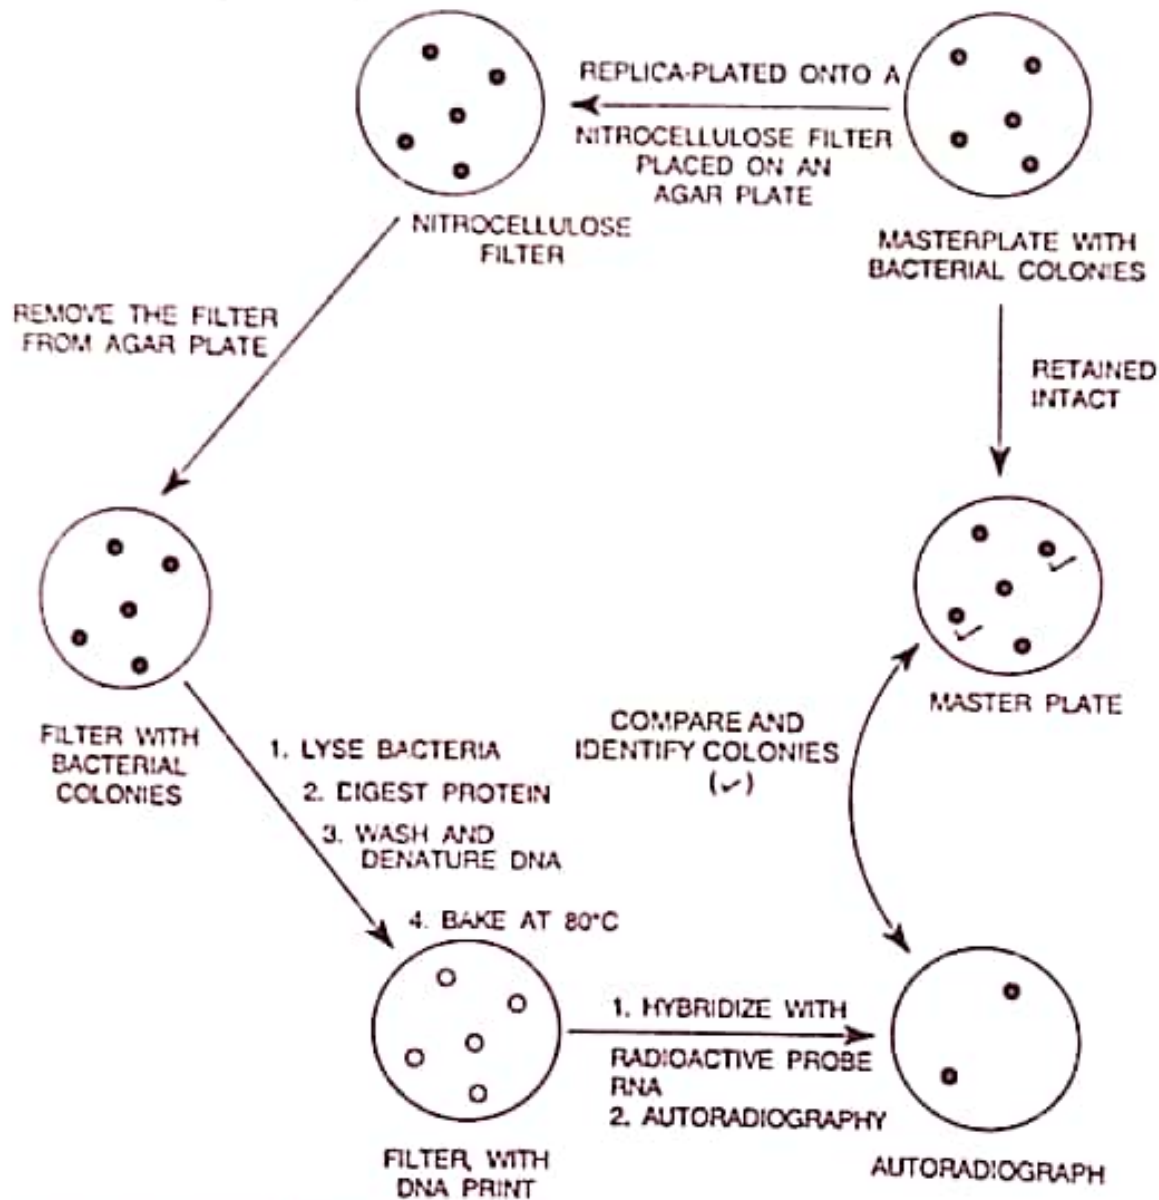 REPLICA-PLATED ONTO A
NITROCELLULOSE FILTER
PLACED ON AN
AGAR PLATE
NITROCELLULOSE
FILTER
MASTERPLATE WITH
BACTERIAL COLONIES
REMOVE THE FILTER
FROM AGAR PLATE
RETAINED
INTACT
MASTER PLATE
FILTER WITH
BACTERIAL
COLONIES
1. LYSE BACTERIA
2. DIGEST PROTEIN
3. WASH AND
DENATURE DNA
4. BAKE AT 80°C
COMPARE AND
IDENTIFY COLONIES
(✓)
1. HYBRIDIZE WITH
RADIOACTIVE PROBE
RNA
2. AUTORADIOGRAPHY
FILTER, WITH
DNA PRINT
AUTORADIOGRAPH